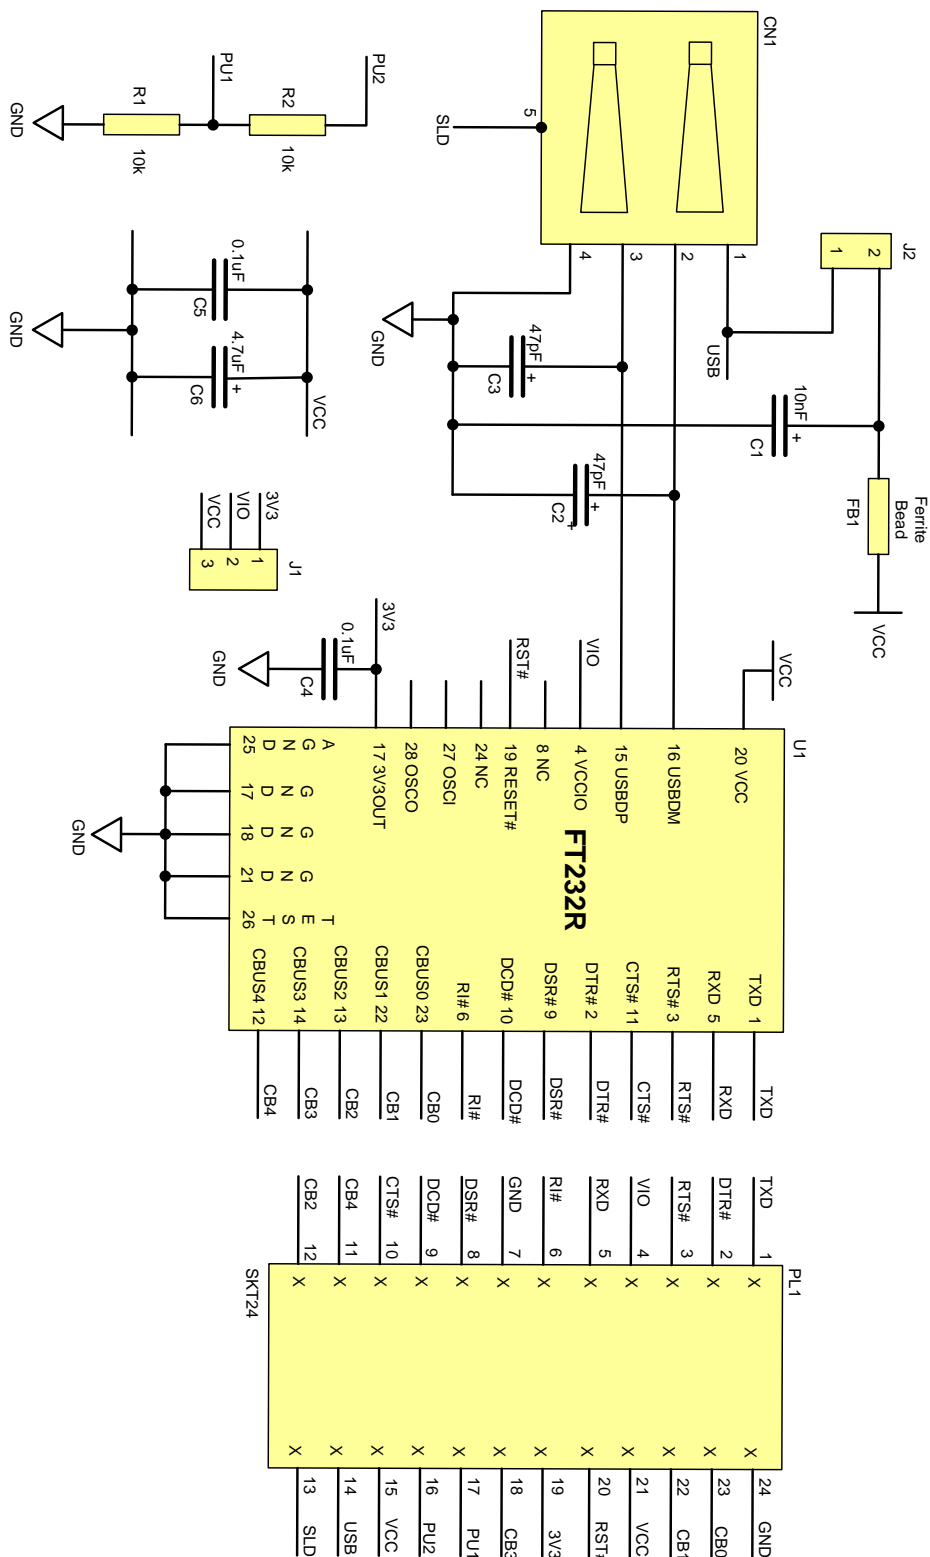 CN1
5
SLD
1
2
3
4
J2
1 2
USB
10nF
+
C1
Ferrite
Bead
FB1
VCC
47pF
+
C3
47pF
+
C2
+
GND
PU2
PU1
R1
R2
10k
10k
GND
0.1uF
C5
4.7uF
+
C6
VCC
GND
J1
3V3
VIO
VCC
1
2
3
3V3
0.1uF
C4
GND
VCC
VIO
RST#
U1
FT232R
20 VCC
16 USBDM
15 USBDP
4 VCCIO
8 NC
19 RESET#
24 NC
27 OSCI
28 OSCO
17 3V3OUT
AGND
GND
GND
GND
TEST
25
17
18
21
26
GND
TXD 1
RXD 5
RTS# 3
CTS# 11
DTR# 2
DSR# 9
DCD# 10
RI# 6
CBUS0 23
CBUS1 22
CBUS2 13
CBUS3 14
CBUS4 12
TXD
RXD
RTS#
CTS#
DTR#
DSR#
DCD#
RI#
CB0
CB1
CB2
CB3
CB4
PL1
TXD 1 X
DTR# 2 X
RTS# 3 X
VIO 4 X
RXD 5 X
RI# 6 X
GND 7 X
DSR# 8 X
DCD# 9 X
CTS# 10 X
CB4 11 X
CB2 12 X
X 24 GND
X 23 CB0
X 22 CB1
X 21 VCC
X 20 RST#
X 19 3V3
X 18 CB3
X 17 PU1
X 16 PU2
X 15 VCC
X 14 USB
X 13 SLD
SKT24